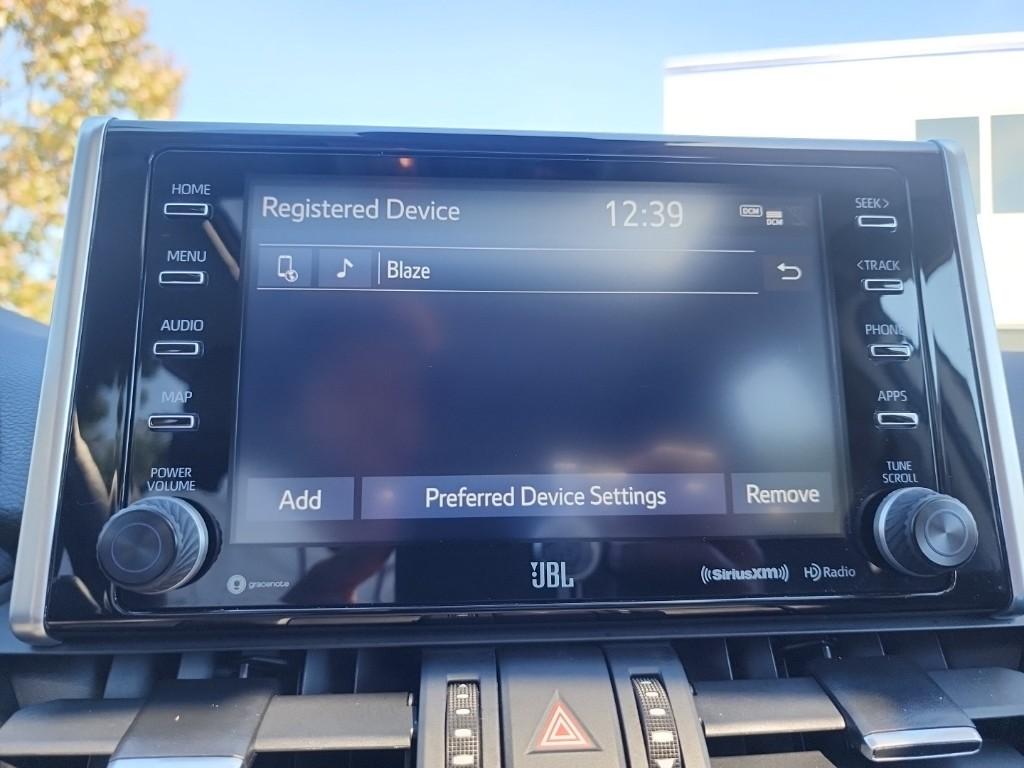 HOME
MENU
AUDIO
MAP
POWER
VOLUME
Registered Device
12:39
DCM
DCM
Blaze
Add
Preferred Device Settings
Remove
SEEK>
<TRACK
PHONE
APPS
TUNE
SCROLL
gracenote
JBL
((SiriusXM))
HD Radio